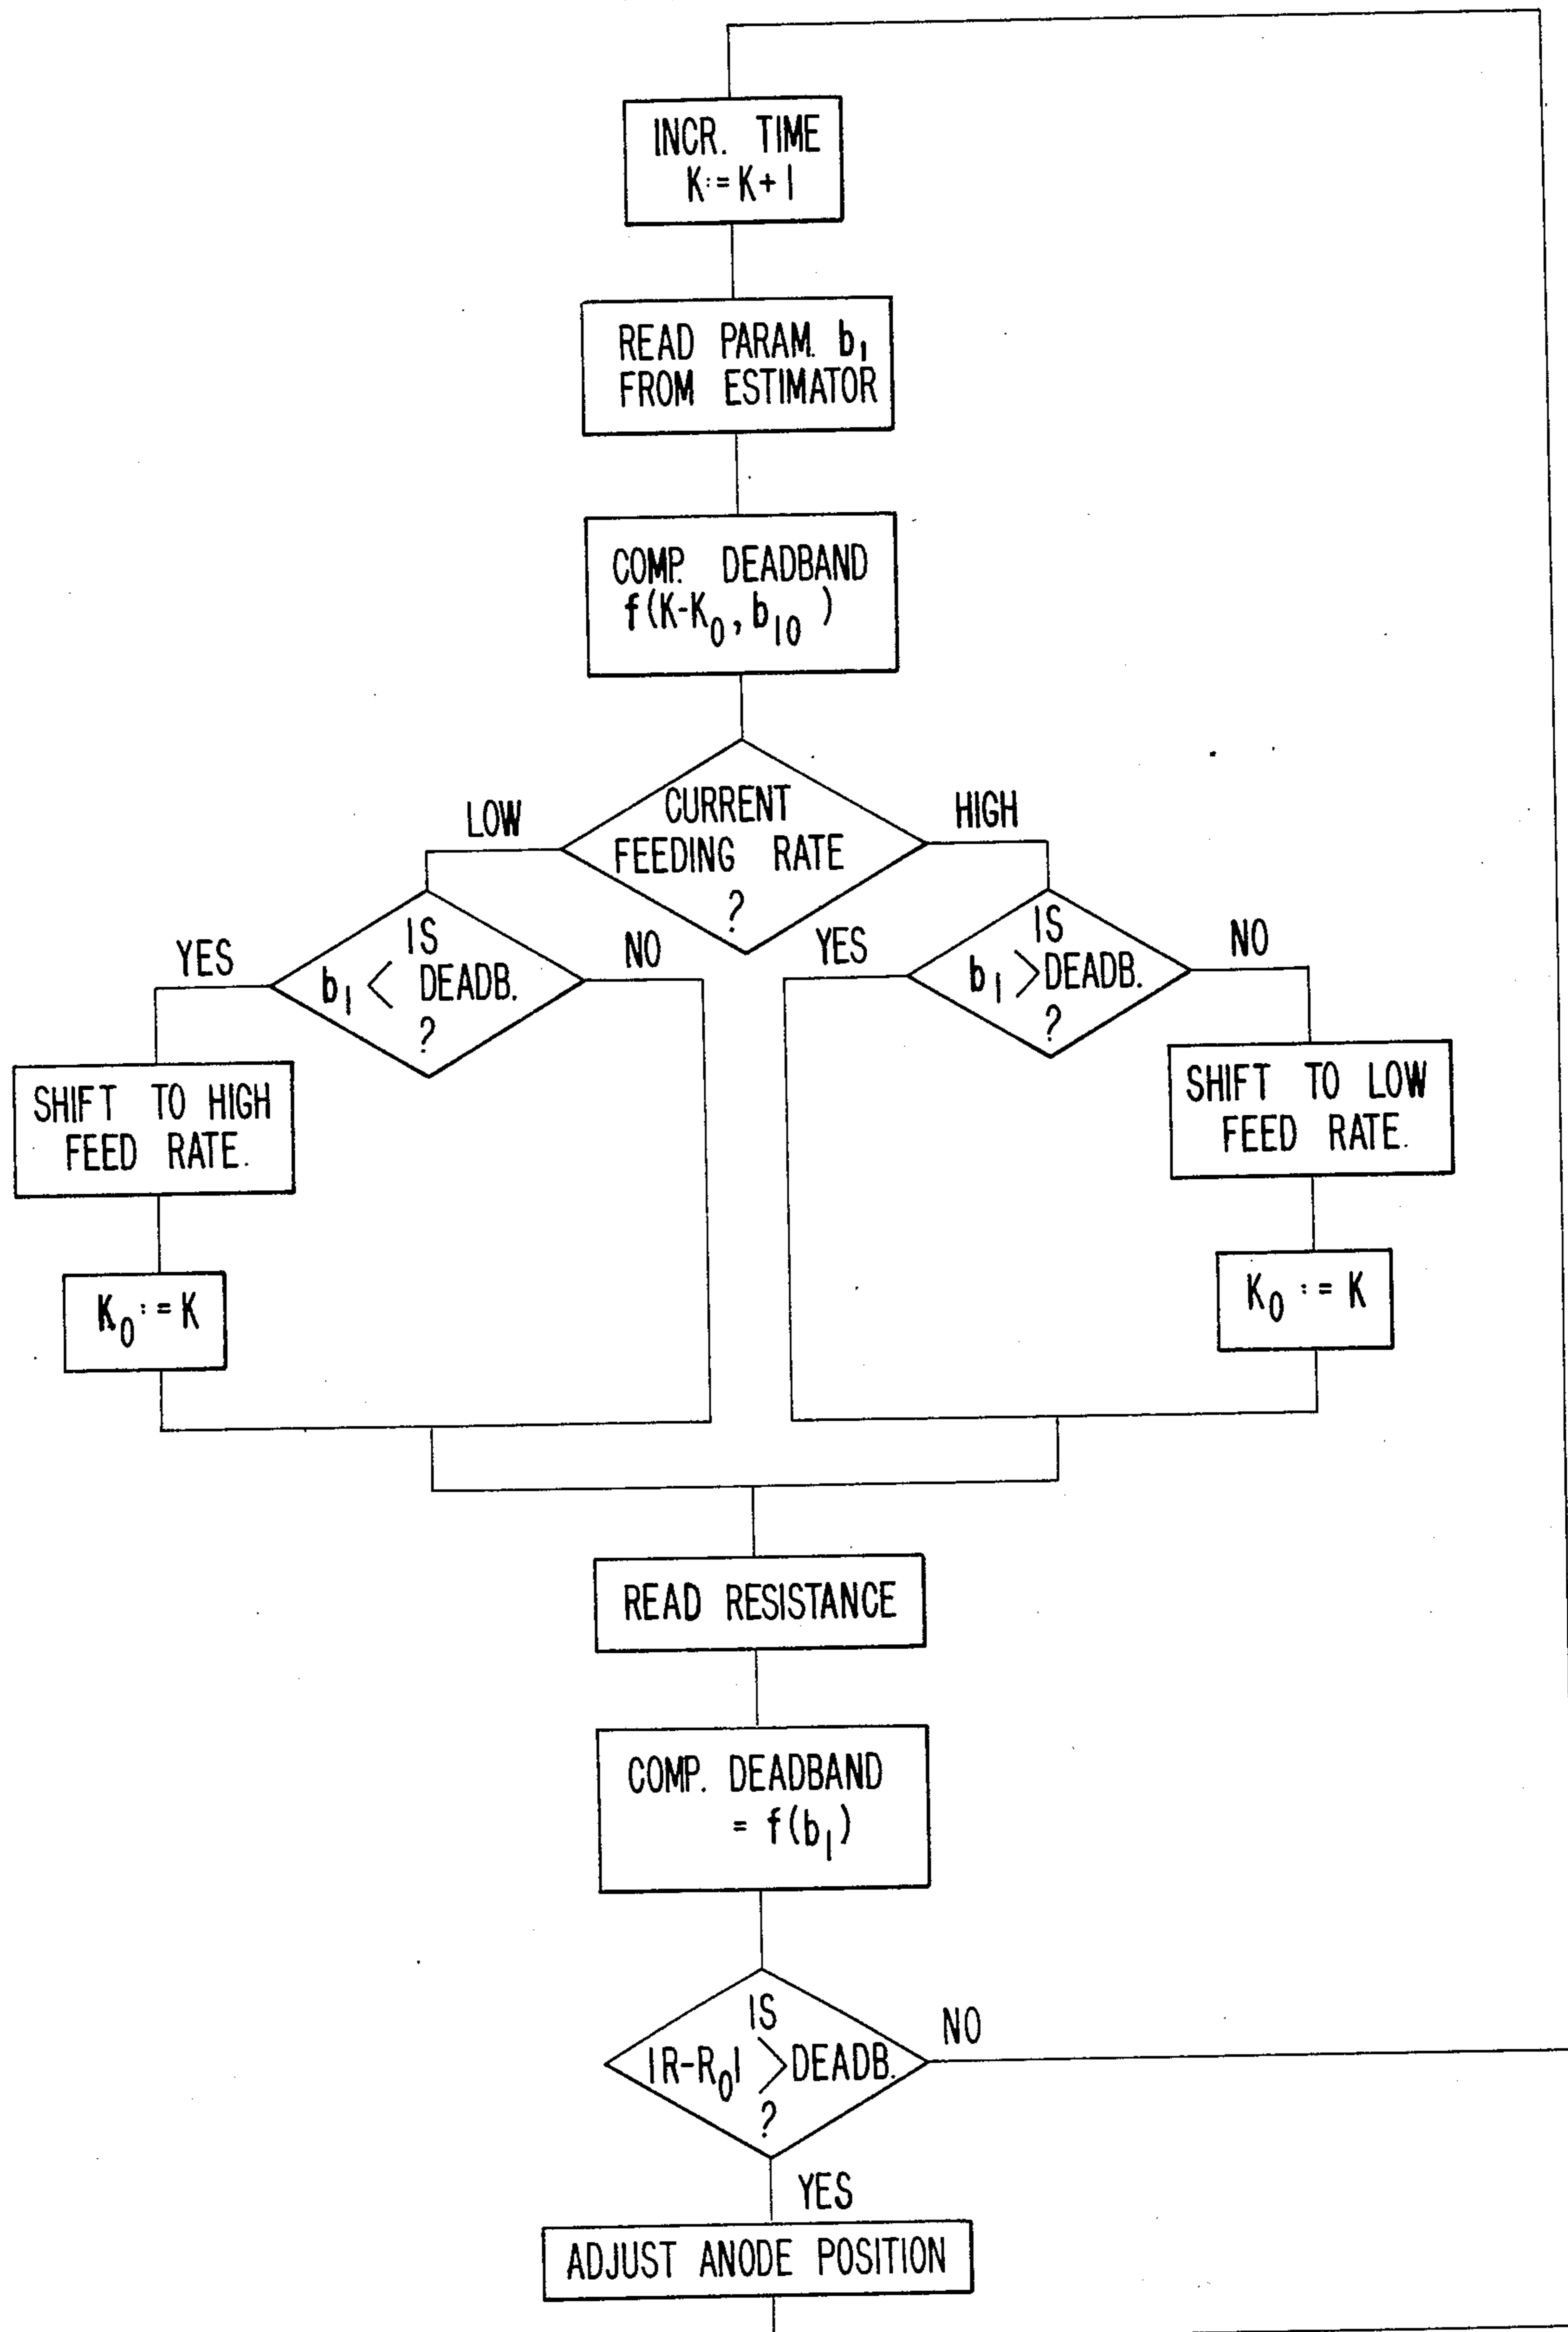 INCR. TIME
K:=K+1
READ PARAM. b₁
FROM ESTIMATOR
COMP. DEADBAND
f(K-K₀, b₁₀)
CURRENT
FEEDING RATE
?
LOW
HIGH
IS
b₁ < DEADB.
?
YES
NO
IS
b₁ > DEADB.
?
YES
NO
SHIFT TO HIGH
FEED RATE.
SHIFT TO LOW
FEED RATE.
K₀ := K
K₀ := K
READ RESISTANCE
COMP. DEADBAND
= f(b₁)
IS
|R-R₀| > DEADB.
?
NO
YES
ADJUST ANODE POSITION